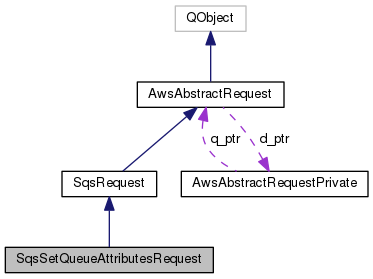 QObject
AwsAbstractRequest
q_ptr
d_ptr
SqsRequest
AwsAbstractRequestPrivate
SqsSetQueueAttributesRequest